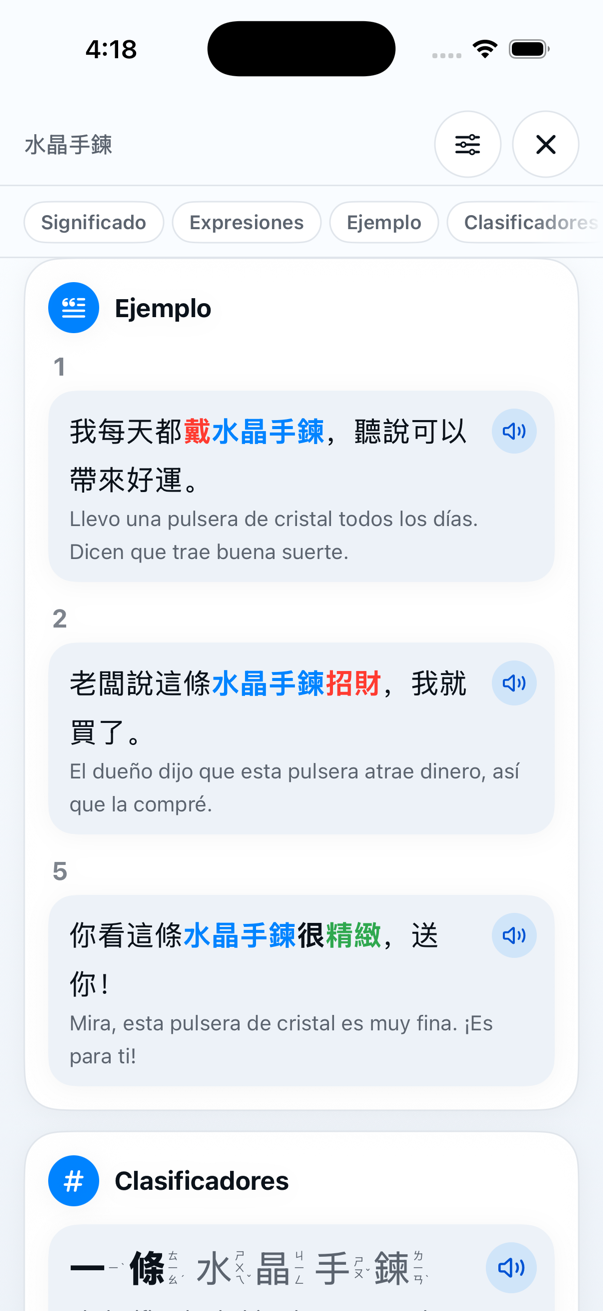 4:18
水晶手鍊
Significado
Expresiones
Ejemplo
Clasificadores
Ejemplo
1
我每天都戴水晶手鍊，聽說可以
帶來好運。
Llevo una pulsera de cristal todos los días.
Dicen que trae buena suerte.
2
老闆說這條水晶手鍊招財，我就
買了。
El dueño dijo que esta pulsera atrae dinero, así
que la compré.
5
你看這條水晶手鍊很精緻，送
你！
Mira, esta pulsera de cristal es muy fina. ¡Es
para ti!
Clasificadores
一條水晶手鍊